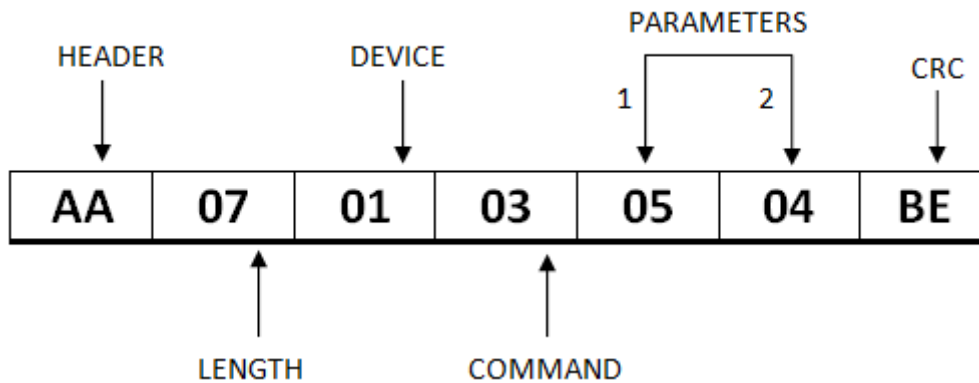 PARAMETERS
HEADER DEVICE CRC
1 2
AA 07 01 03 05 04 BE
LENGTH COMMAND